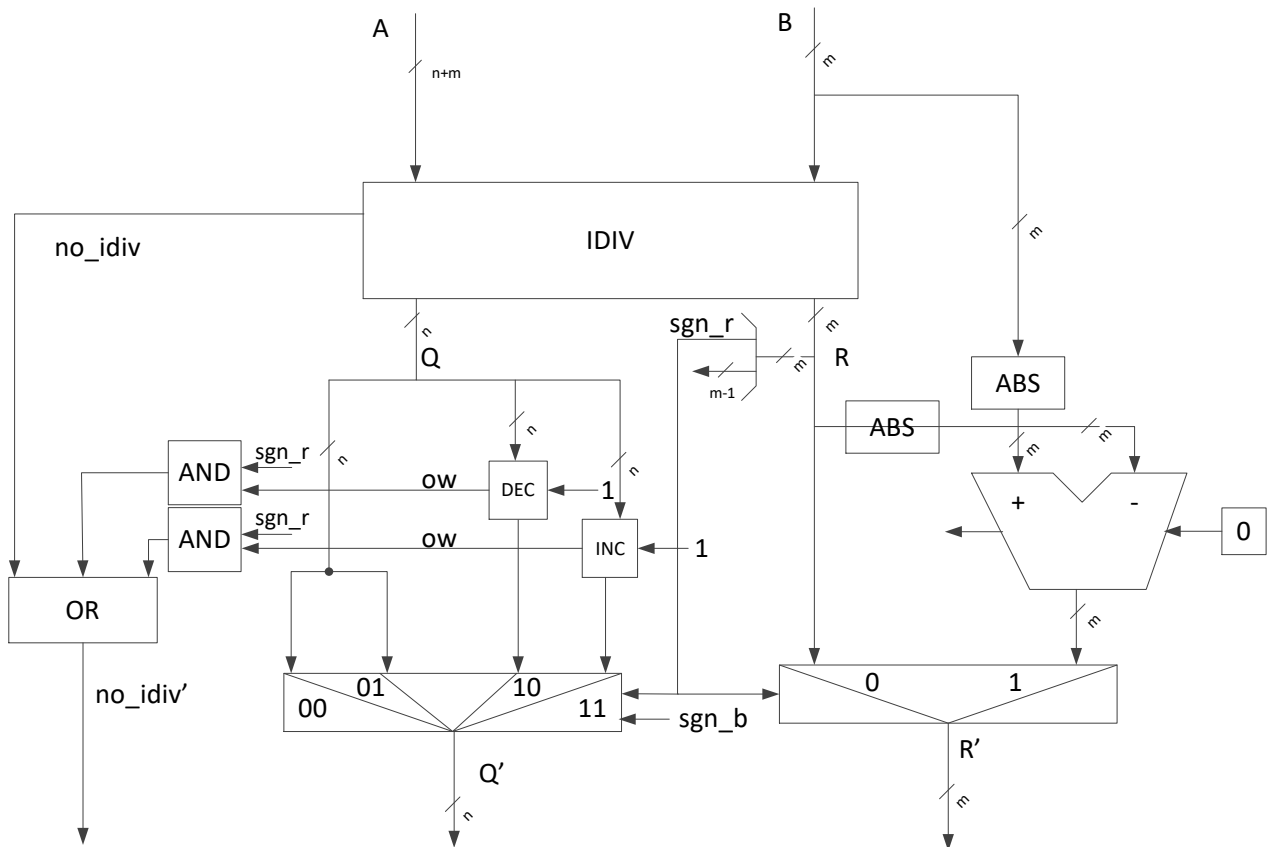 A
B
n+m
m
no_idiv
IDIV
m
n
m
sgn_r
Q
m
R
m-1
ABS
ABS
n
n
n
m
m
AND
sgn_r
ow
DEC
1
+
-
AND
sgn_r
ow
INC
1
0
OR
m
no_idiv’
00
01
10
11
sgn_b
0
1
Q’
R’
n
m